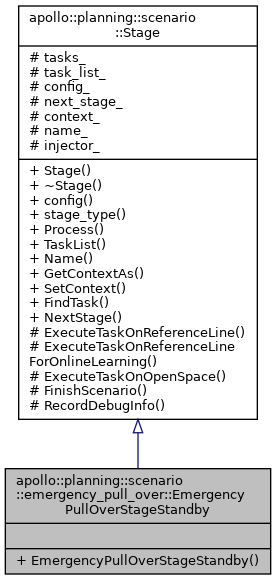 apollo::planning::scenario
::Stage
# tasks_
# task_list_
# config_
# next_stage_
# context_
# name_
# injector_
+ Stage()
+ ~Stage()
+ config()
+ stage_type()
+ Process()
+ TaskList()
+ Name()
+ GetContextAs()
+ SetContext()
+ FindTask()
+ NextStage()
# ExecuteTaskOnReferenceLine()
# ExecuteTaskOnReferenceLine
ForOnlineLearning()
# ExecuteTaskOnOpenSpace()
# FinishScenario()
# RecordDebugInfo()
apollo::planning::scenario
::emergency_pull_over::Emergency
PullOverStageStandby
+ EmergencyPullOverStageStandby()